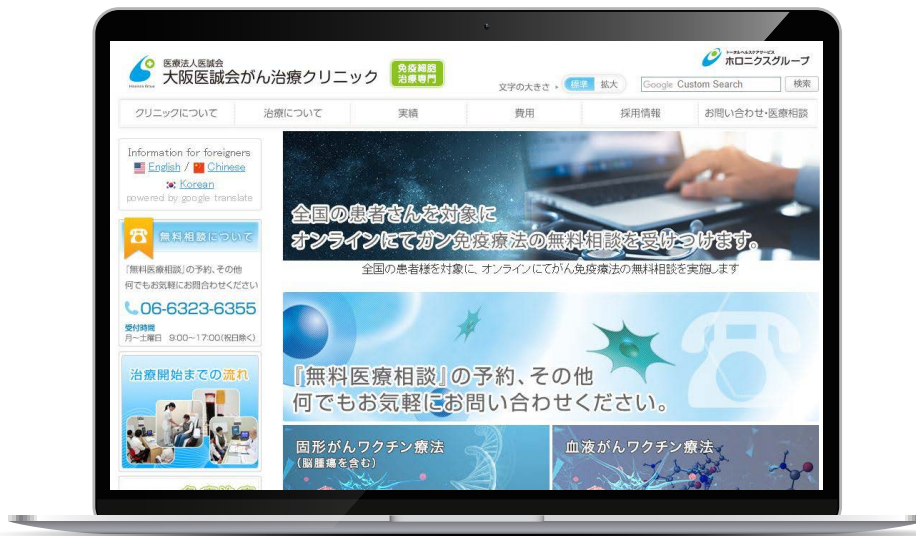 医療法人医誠会
大阪医誠会がん治療クリニック
免疫細胞
治療専門
トータルヘルスケアサービス
ホロニクスグループ
文字の大きさ
標準
拡大
Google Custom Search
検索
クリニックについて
治療について
実績
費用
採用情報
お問い合わせ・医療相談
Information for foreigners
English / Chinese
Korean
powered by google translate
無料相談について
『無料医療相談』の予約、その他
何でもお気軽にお問合わせください
06-6323-6355
受付時間
月~土曜日 9:00~17:00(祝日除く)
治療開始までの流れ
全国の患者さんを対象に
オンラインにてガン免疫療法の無料相談を受けつけます。
全国の患者様を対象に、オンラインにてがん免疫療法の無料相談を実施します
『無料医療相談』の予約、その他
何でもお気軽にお問い合わせください。
固形がんワクチン療法
(脳腫瘍を含む)
血液がんワクチン療法